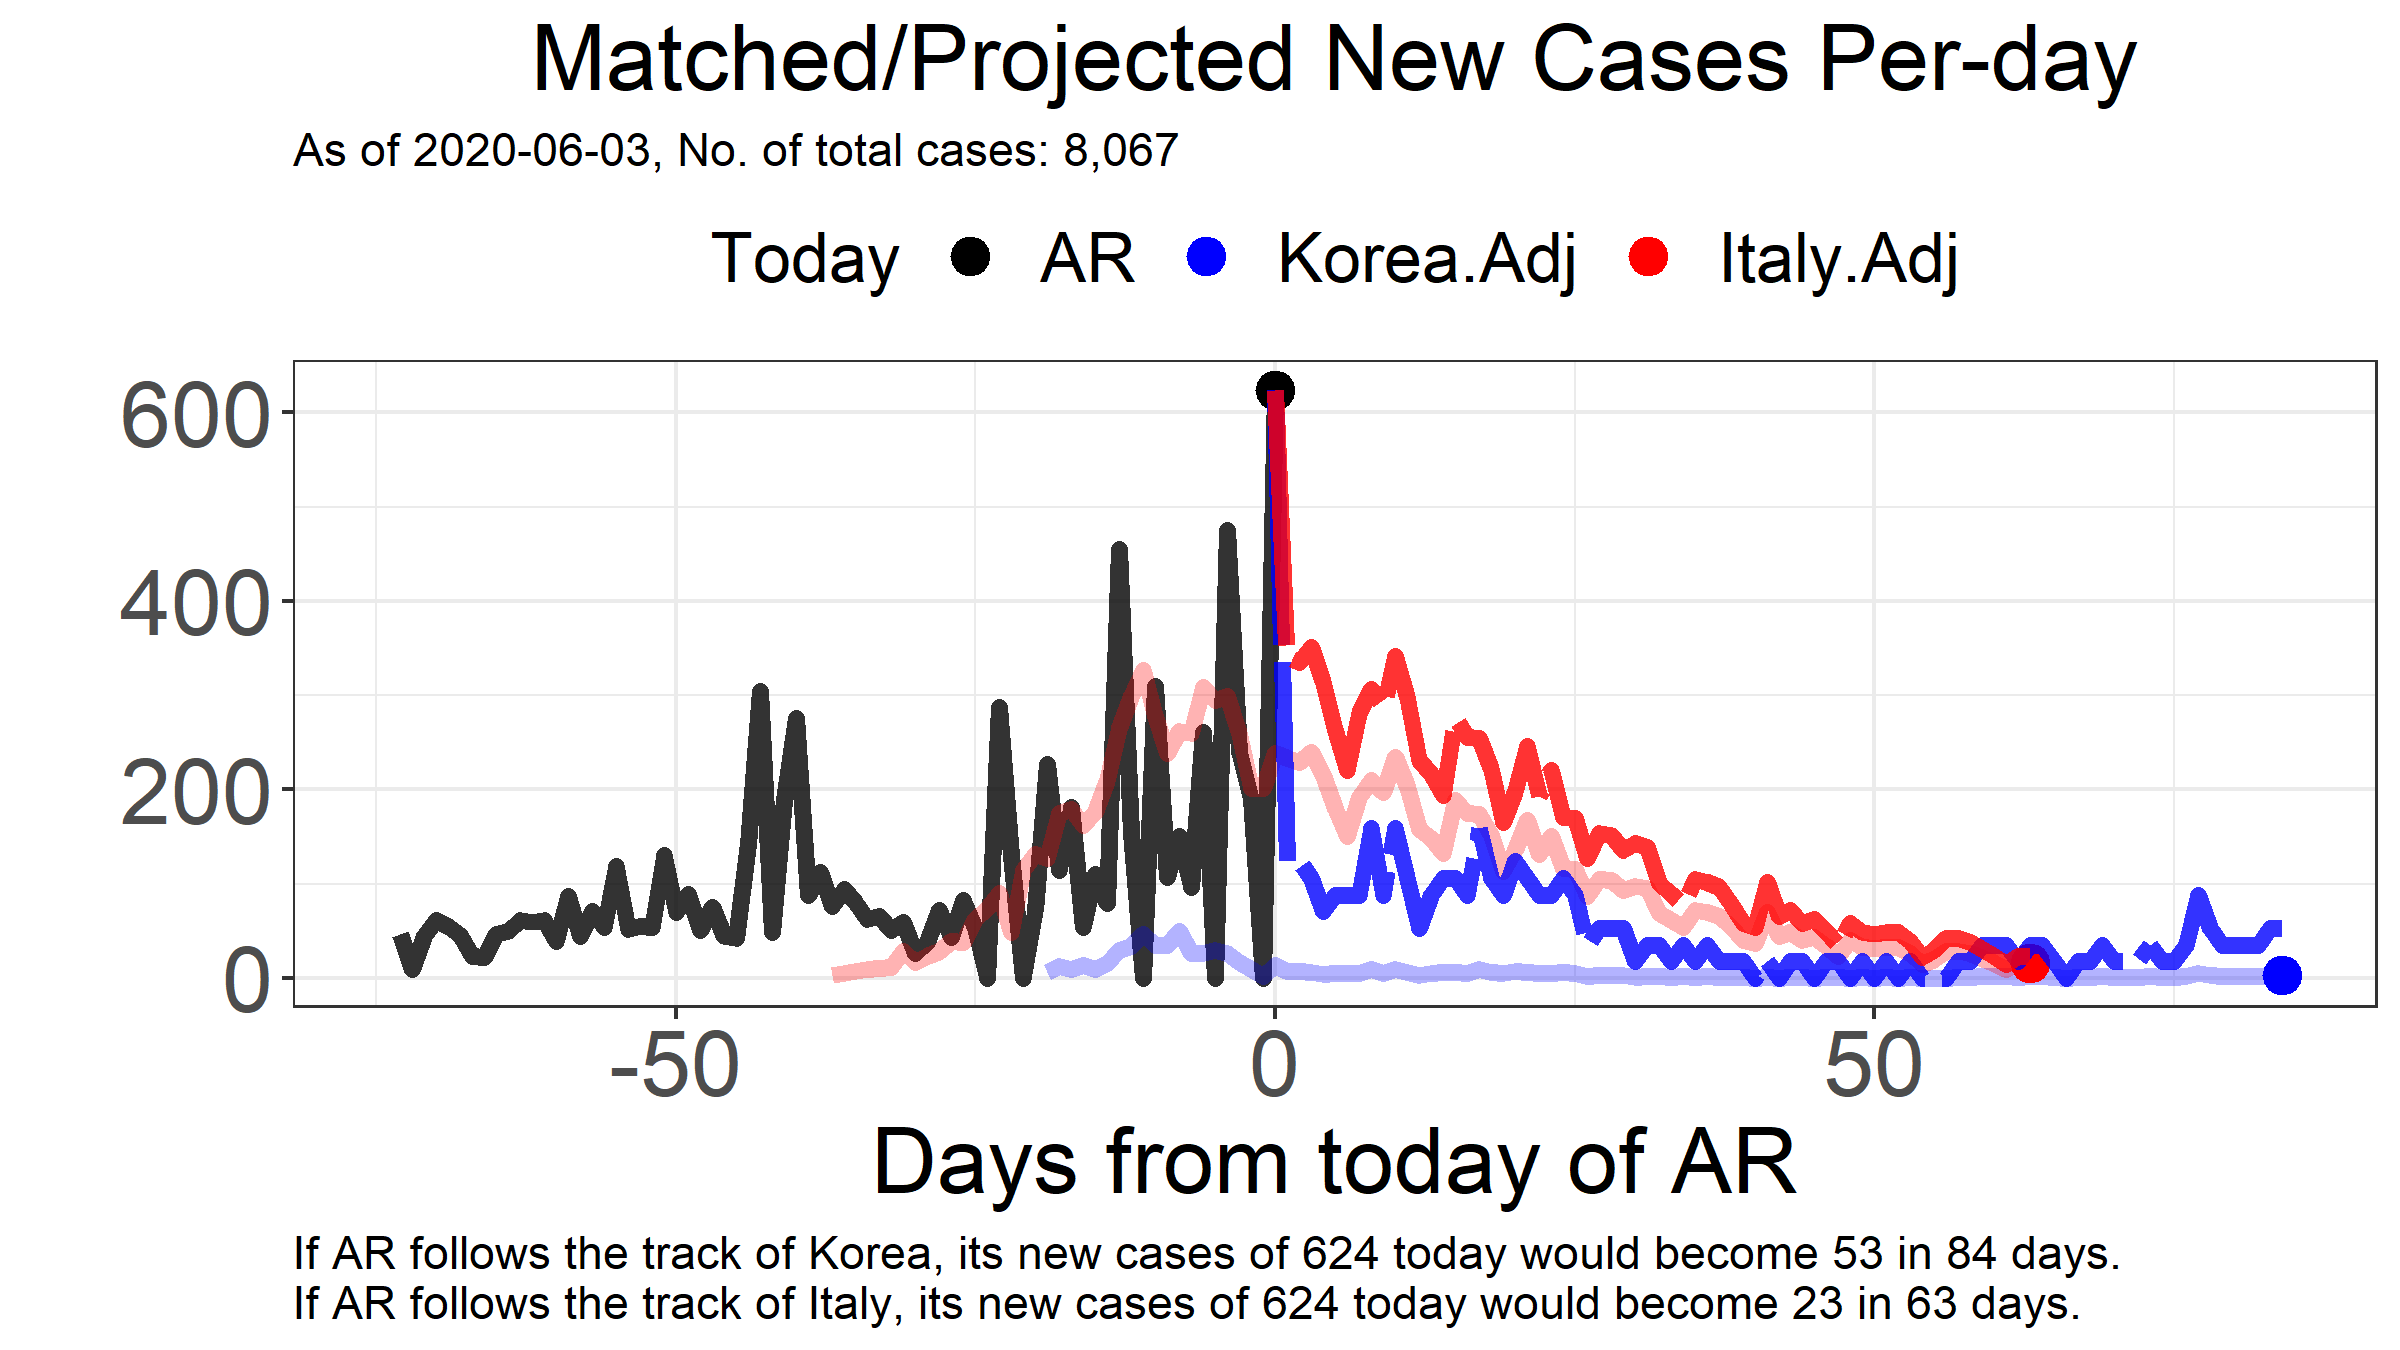 Matched/Projected New Cases Per-day
As of 2020-06-03, No. of total cases: 8,067
Today AR Korea.Adj Italy.Adj
600
400
200
0
-50 0 50
Days from today of AR
If AR follows the track of Korea, its new cases of 624 today would become 53 in 84 days.
If AR follows the track of Italy, its new cases of 624 today would become 23 in 63 days.